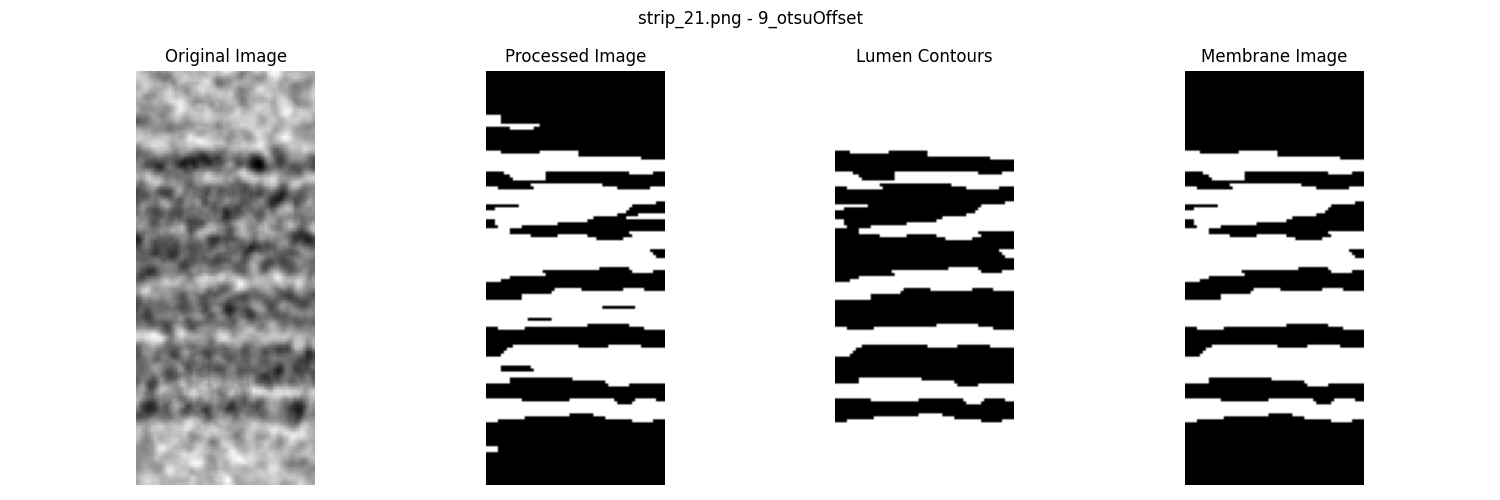 strip_21.png - 9_otsuOffset
Original Image
Processed Image
Lumen Contours
Membrane Image